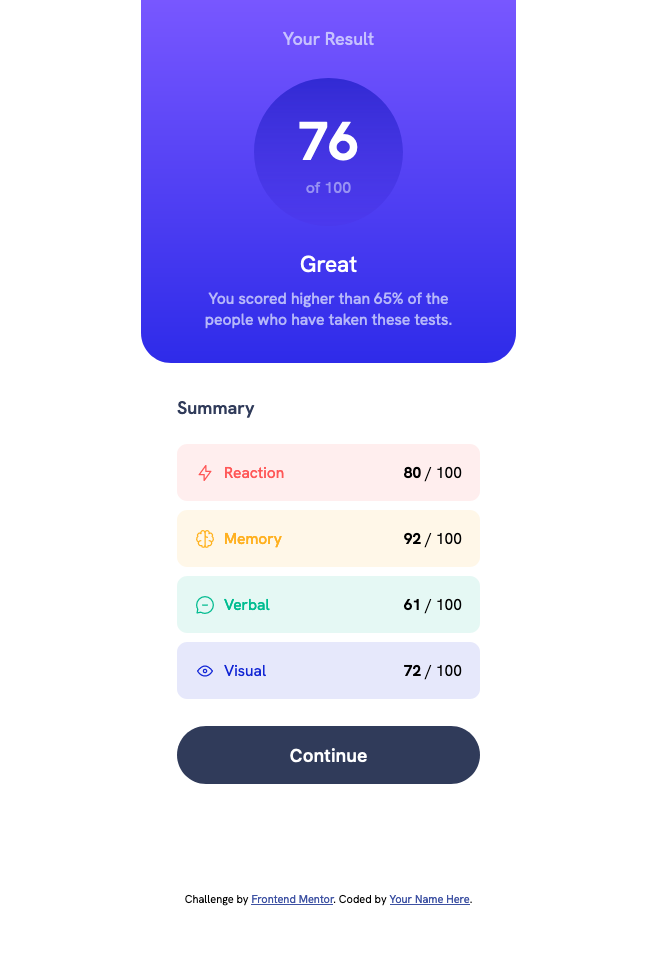 Your Result
76
of 100
Great
You scored higher than 65% of the
people who have taken these tests.
Summary
Reaction 80 / 100
Memory 92 / 100
Verbal 61 / 100
Visual 72 / 100
Continue
Challenge by Frontend Mentor. Coded by Your Name Here.